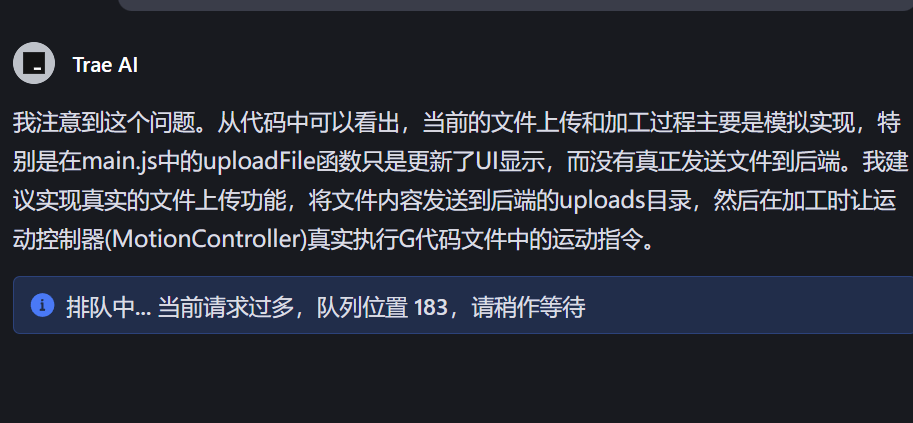 Trae AI
我注意到这个问题。从代码中可以看出，当前的文件上传和加工过程主要是模拟实现，特
别是在main.js中的uploadFile函数只是更新了UI显示，而没有真正发送文件到后端。我建
议实现真实的文件上传功能，将文件内容发送到后端的uploads目录，然后在加工时让运
动控制器(MotionController)真实执行G代码文件中的运动指令。
排队中... 当前请求过多，队列位置 183，请稍作等待